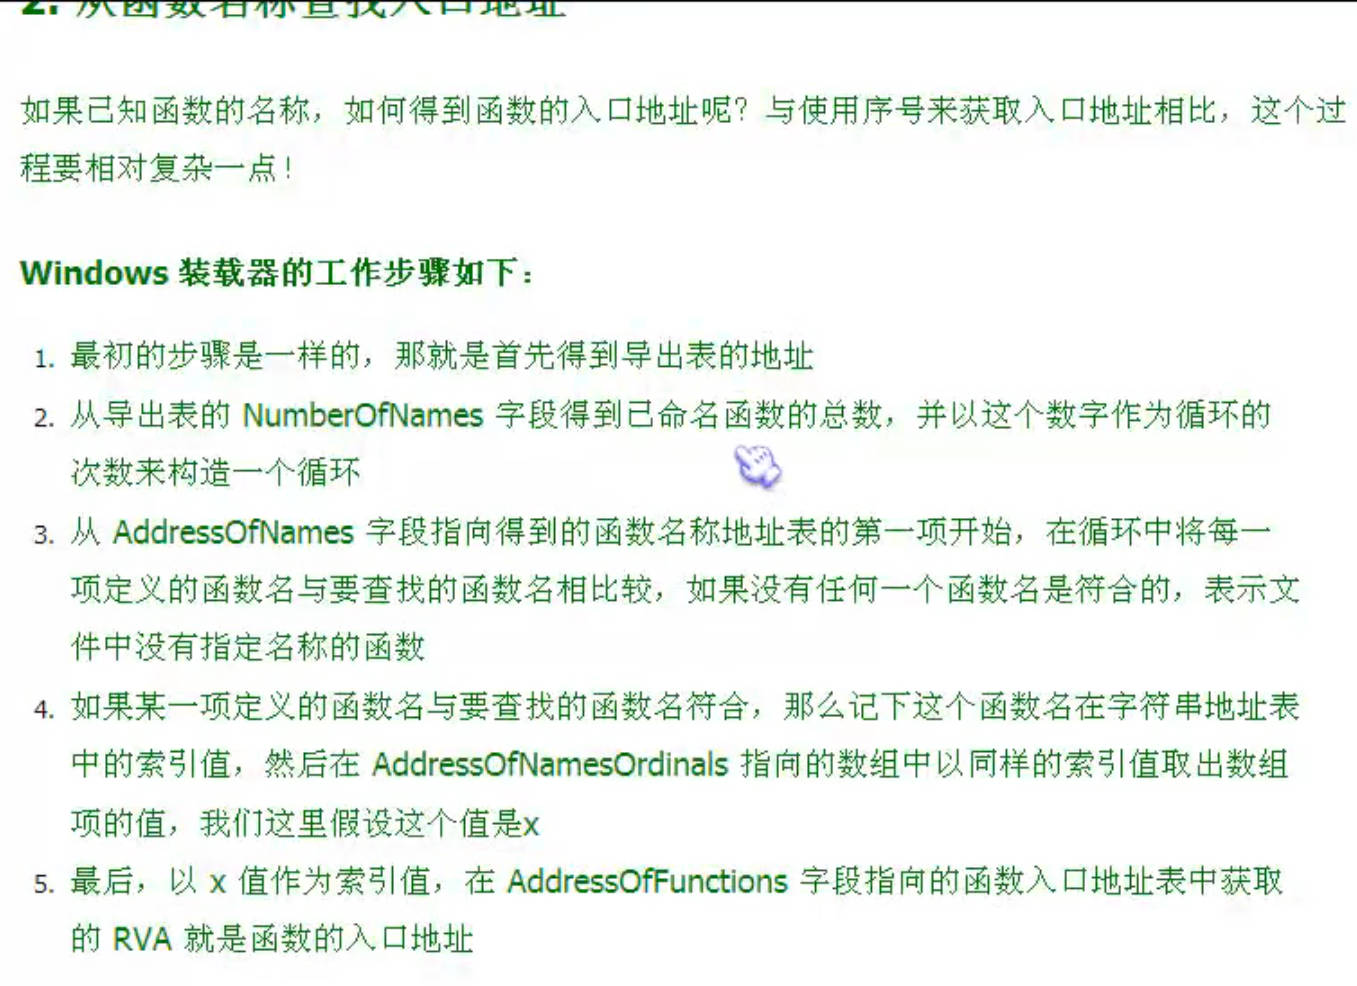 2. 从函数名称查找入口地址
如果已知函数的名称，如何得到函数的入口地址呢？与使用序号来获取入口地址相比，这个过
程要相对复杂一点！
Windows 装载器的工作步骤如下：
1. 最初的步骤是一样的，那就是首先得到导出表的地址
2. 从导出表的 NumberOfNames 字段得到已命名函数的总数，并以这个数字作为循环的
次数来构造一个循环
3. 从 AddressOfNames 字段指向得到的函数名称地址表的第一项开始，在循环中将每一
项定义的函数名与要查找的函数名相比较，如果没有任何一个函数名是符合的，表示文
件中没有指定名称的函数
4. 如果某一项定义的函数名与要查找的函数名符合，那么记下这个函数名在字符串地址表
中的索引值，然后在 AddressOfNamesOrdinals 指向的数组中以同样的索引值取出数组
项的值，我们这里假设这个值是x
5. 最后，以 x 值作为索引值，在 AddressOfFunctions 字段指向的函数入口地址表中获取
的 RVA 就是函数的入口地址